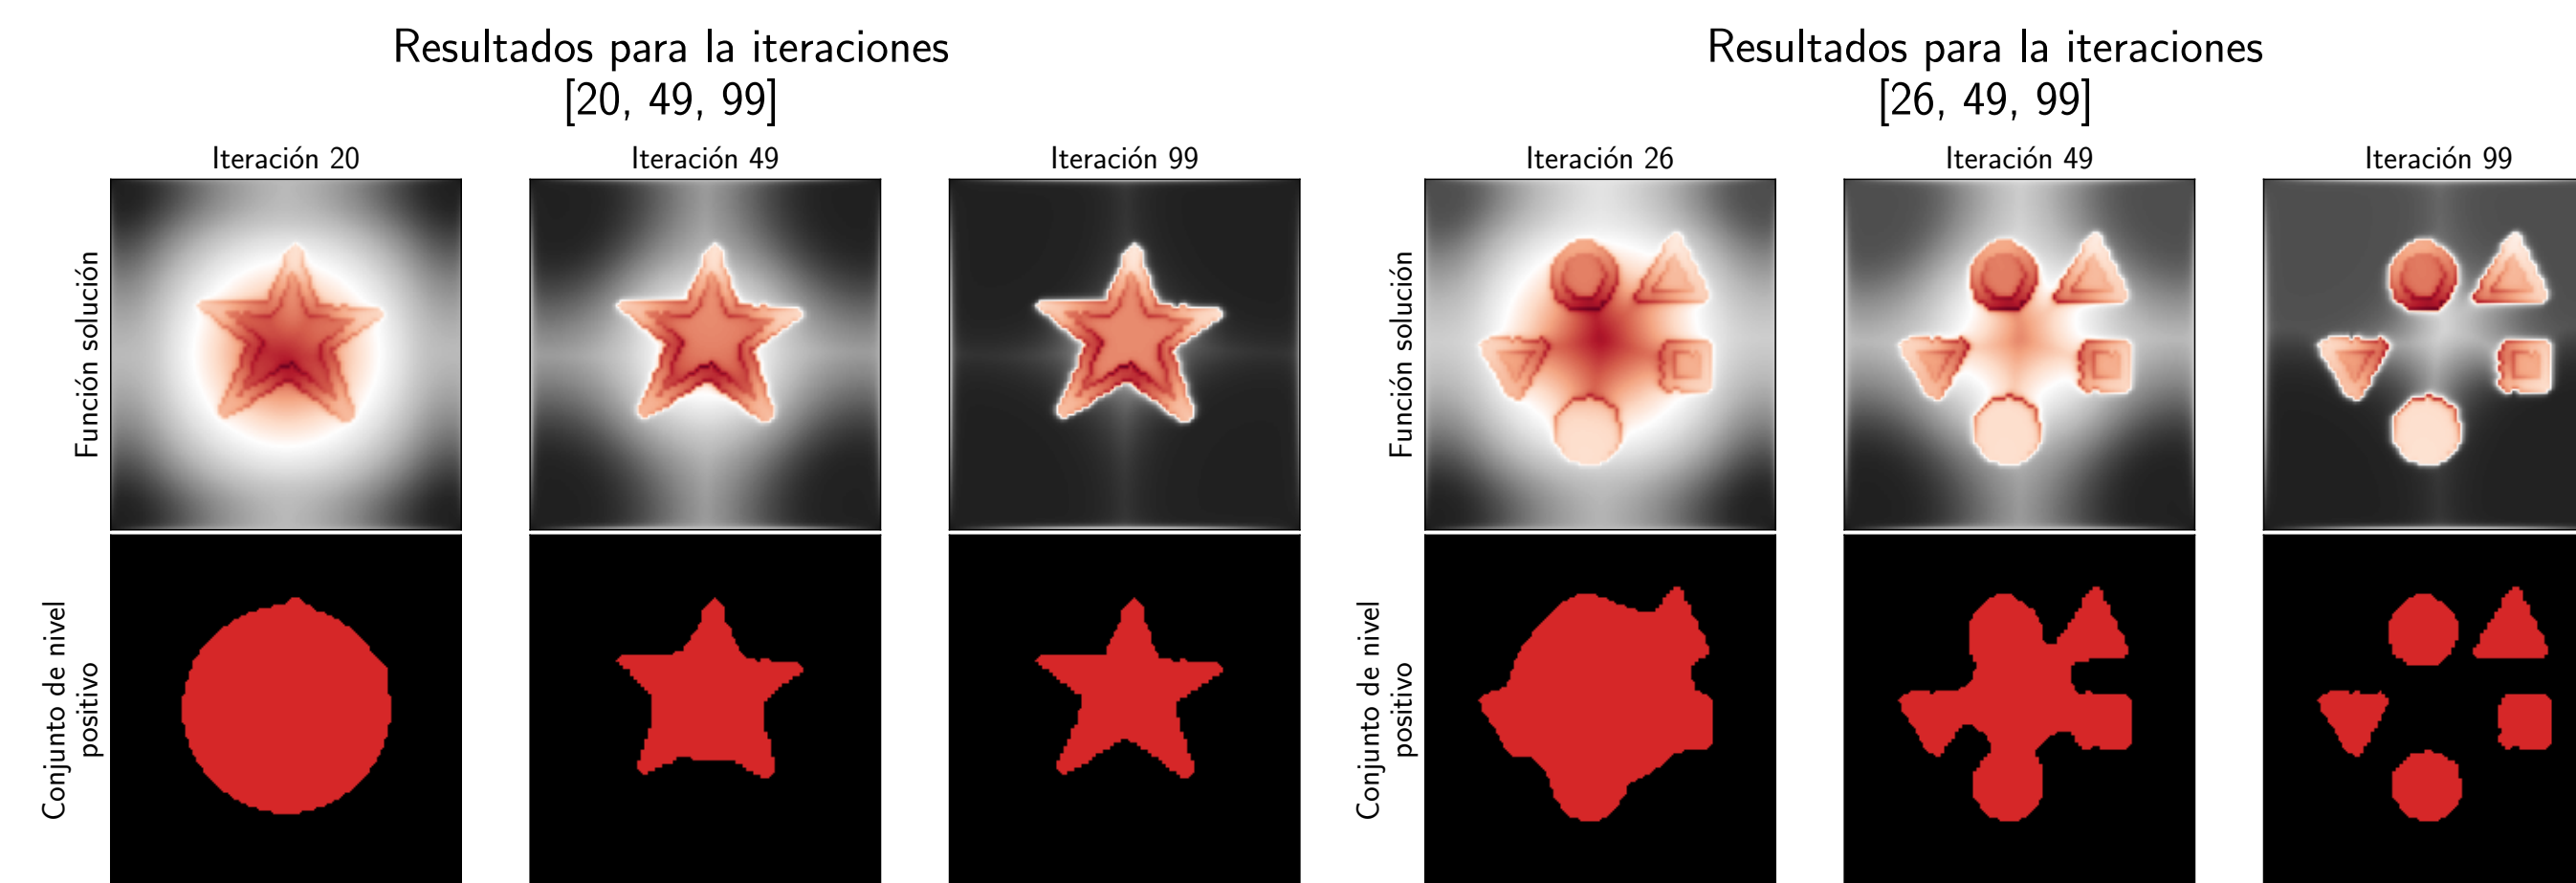 Resultados para la iteraciones
[20, 49, 99]
Iteración 20
Iteración 49
Iteración 99
Función solución
Conjunto de nivel
positivo
Resultados para la iteraciones
[26, 49, 99]
Iteración 26
Iteración 49
Iteración 99
Función solución
Conjunto de nivel
positivo